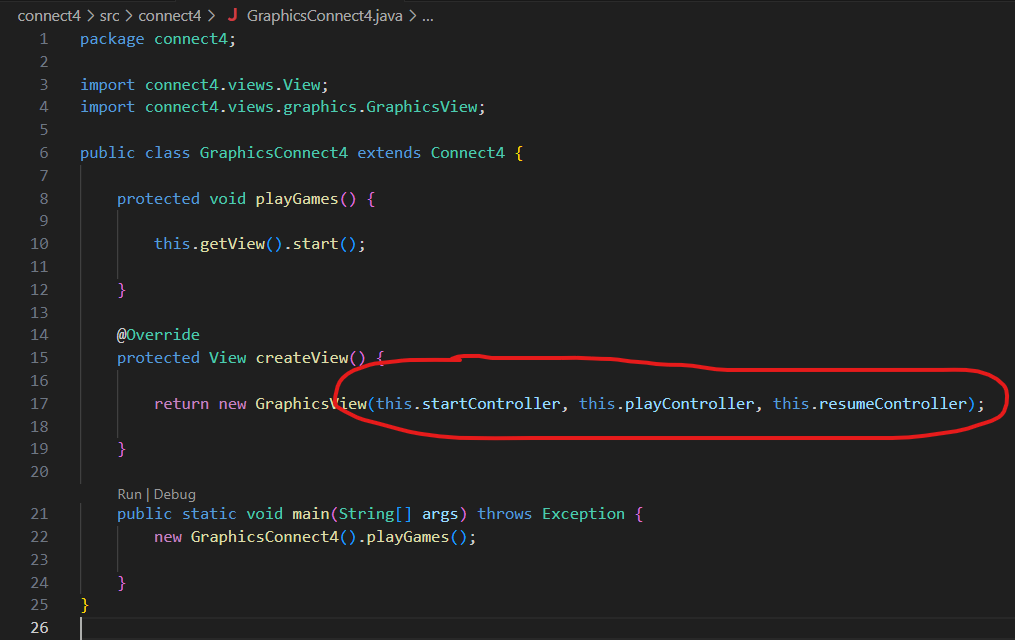 connect4 > src > connect4 > J GraphicsConnect4.java > ...
1 package connect4;
2
3 import connect4.views.View;
4 import connect4.views.graphics.GraphicsView;
5
6 public class GraphicsConnect4 extends Connect4 {
7
8 protected void playGames() {
9
10 this.getView().start();
11
12 }
13
14 @Override
15 protected View createView() {
16
17 return new GraphicsView(this.startController, this.playController, this.resumeController);
18
19 }
20
Run | Debug
21 public static void main(String[] args) throws Exception {
22 new GraphicsConnect4().playGames();
23
24 }
25 }
26